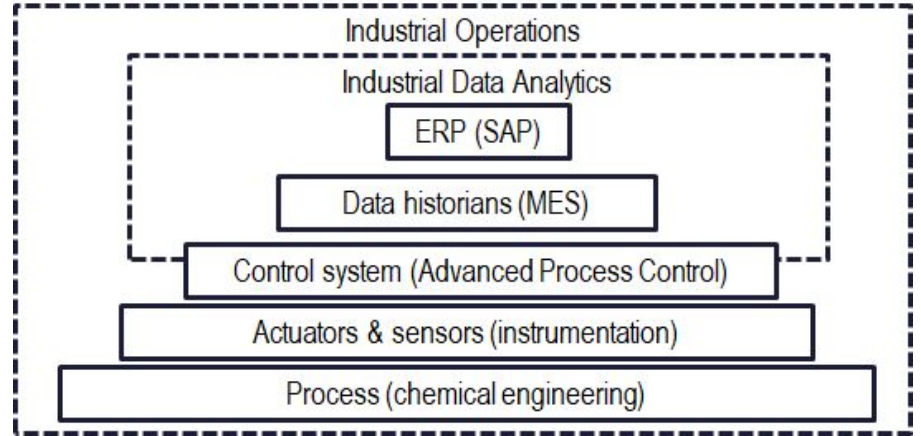 Industrial Operations
Industrial Data Analytics
ERP (SAP)
Data historians (MES)
Control system (Advanced Process Control)
Actuators & sensors (instrumentation)
Process (chemical engineering)